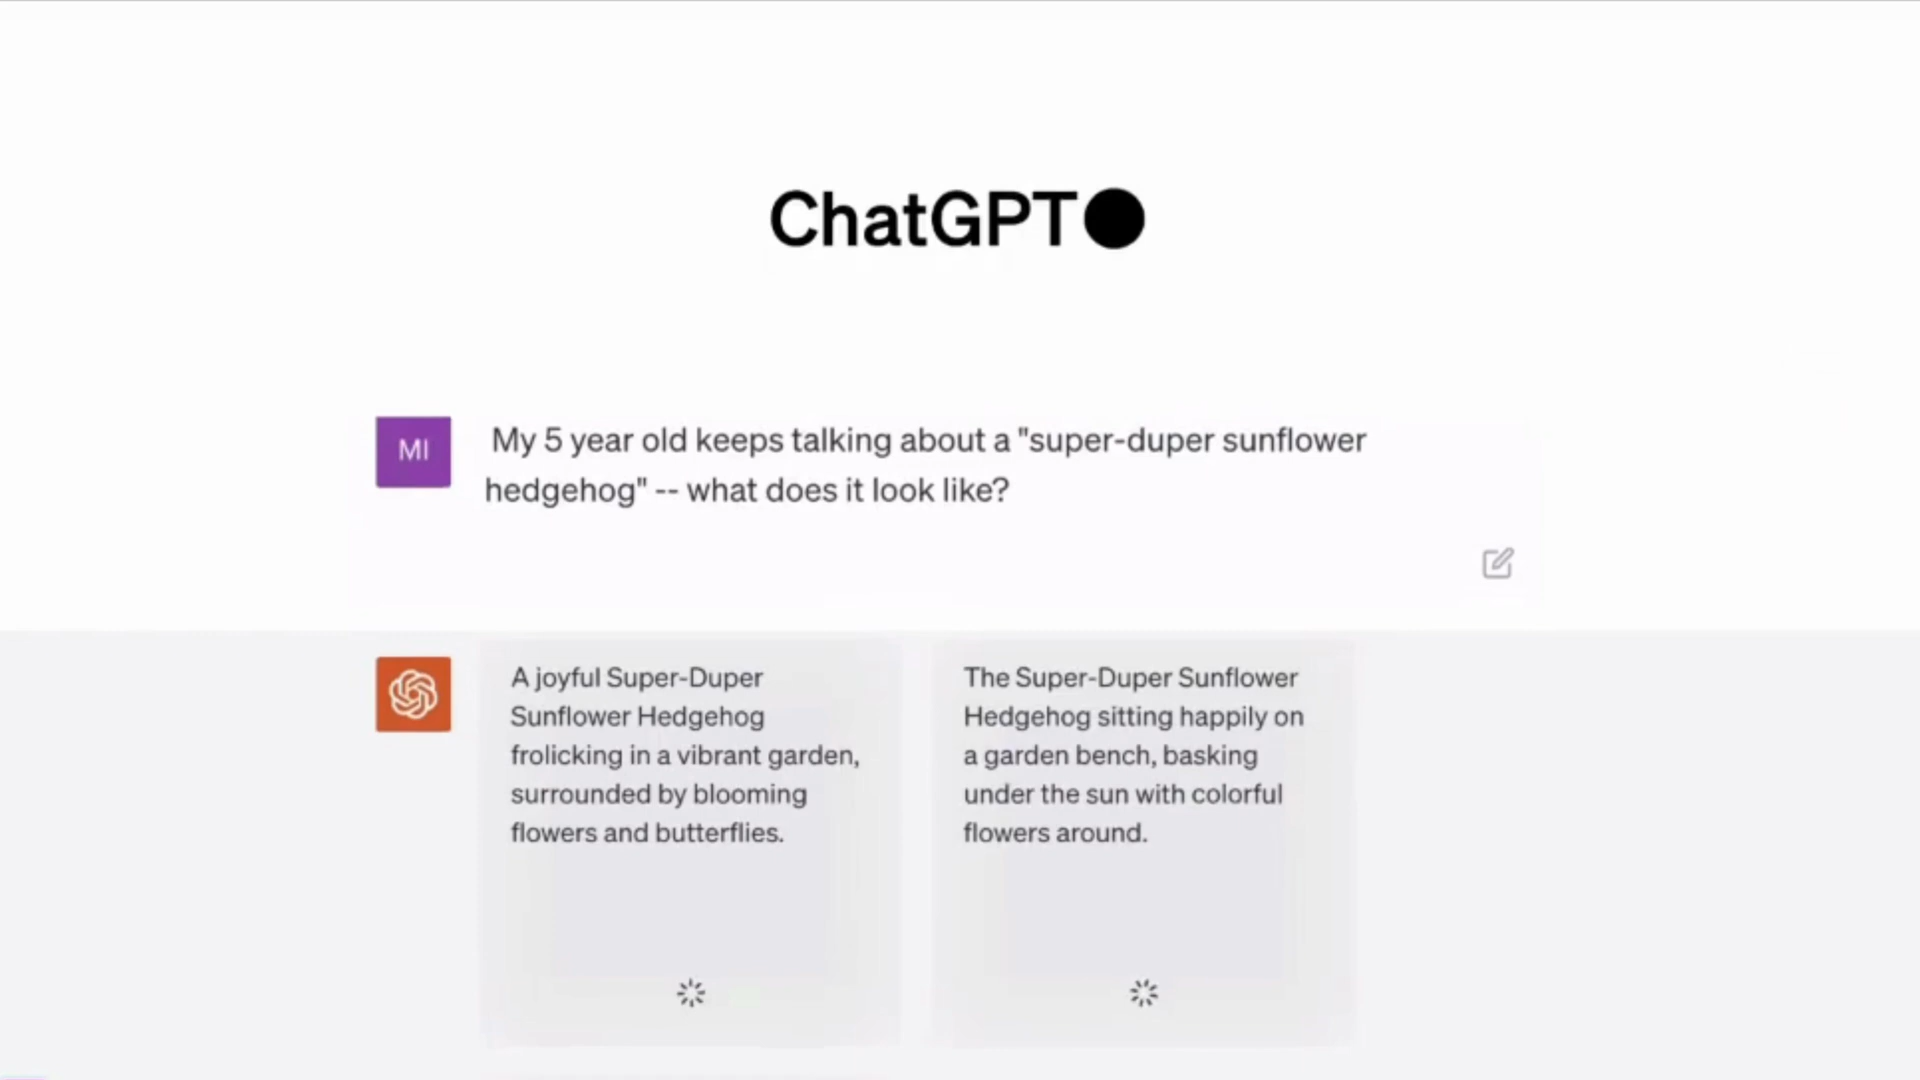 ChatGPT
MI
My 5 year old keeps talking about a "super-duper sunflower
hedgehog" -- what does it look like?
A joyful Super-Duper
Sunflower Hedgehog
frolicking in a vibrant garden,
surrounded by blooming
flowers and butterflies.
The Super-Duper Sunflower
Hedgehog sitting happily on
a garden bench, basking
under the sun with colorful
flowers around.